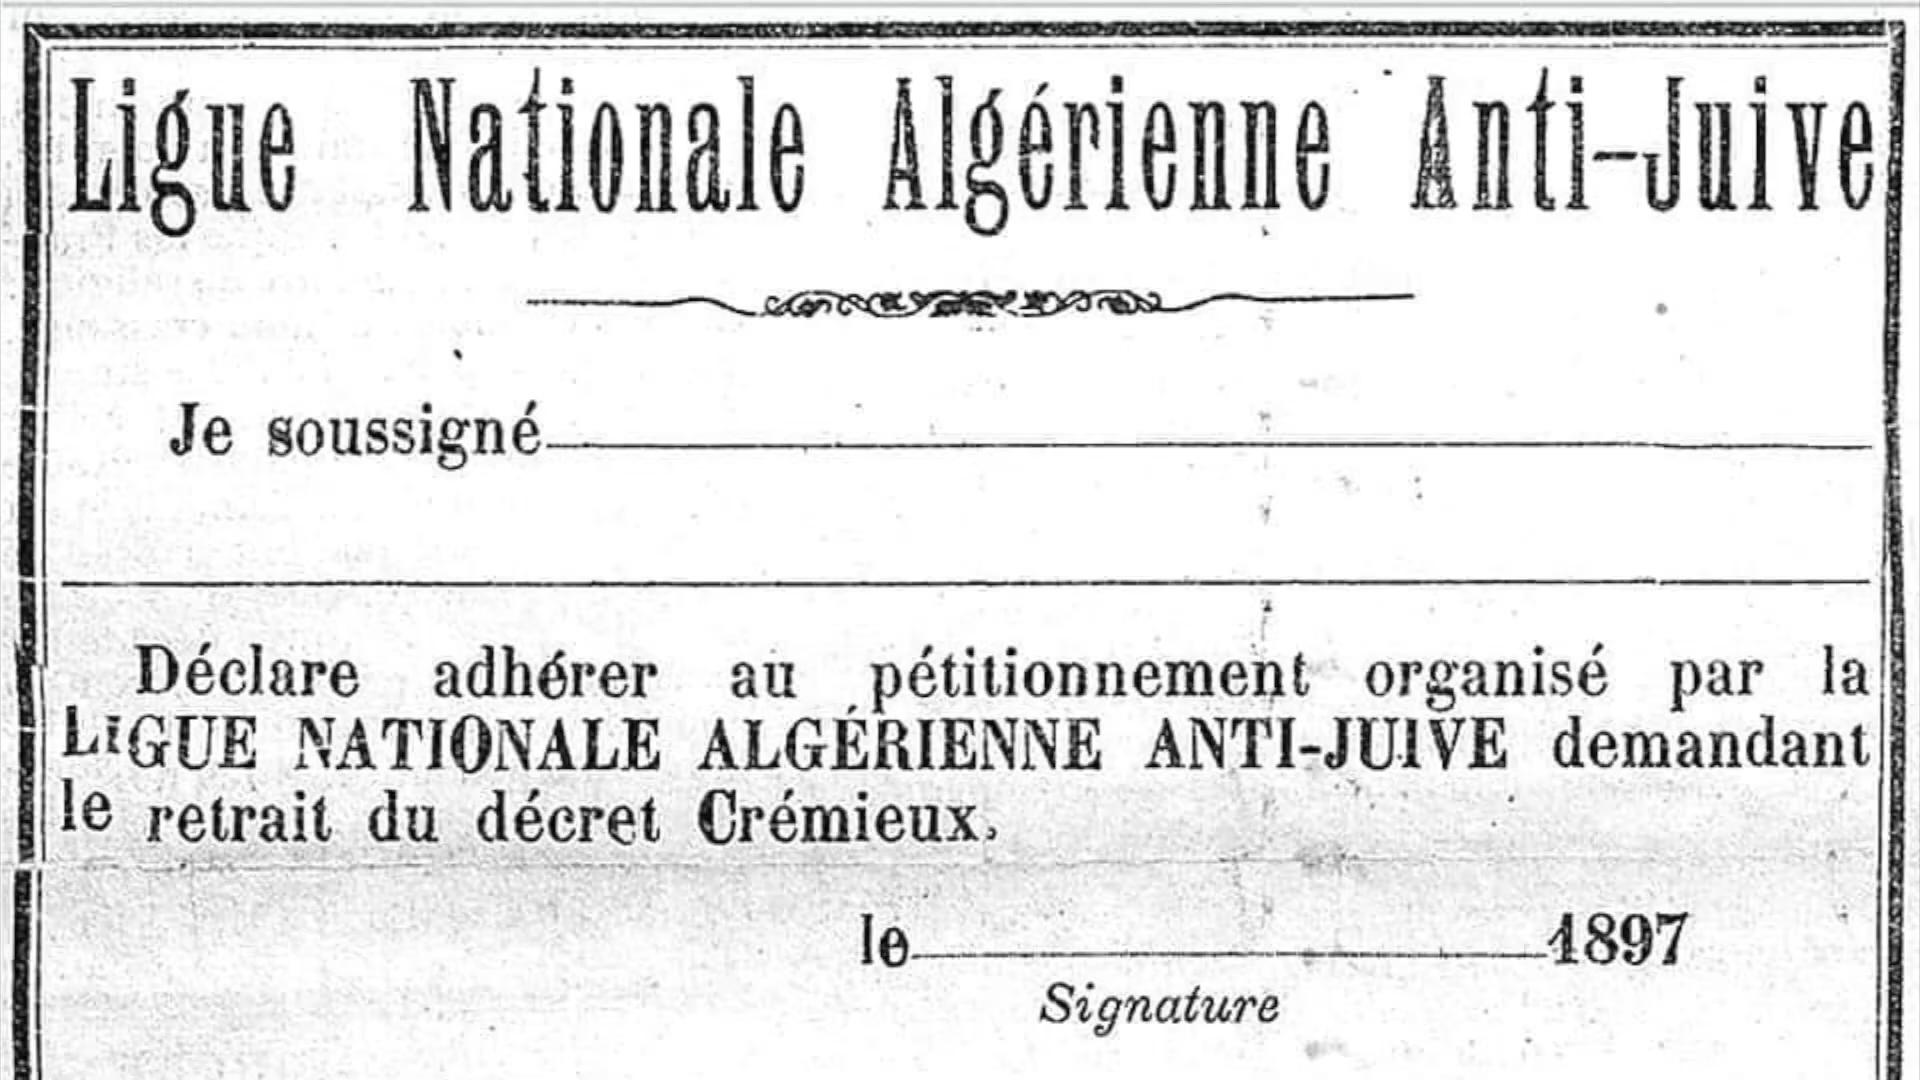 Ligue Nationale Algérienne Anti-Juive
Je soussigné
Déclare adhérer au pétitionnement organisé par la
LIGUE NATIONALE ALGÉRIENNE ANTI-JUIVE demandant
le retrait du décret Crémieux.
le 1897
Signature